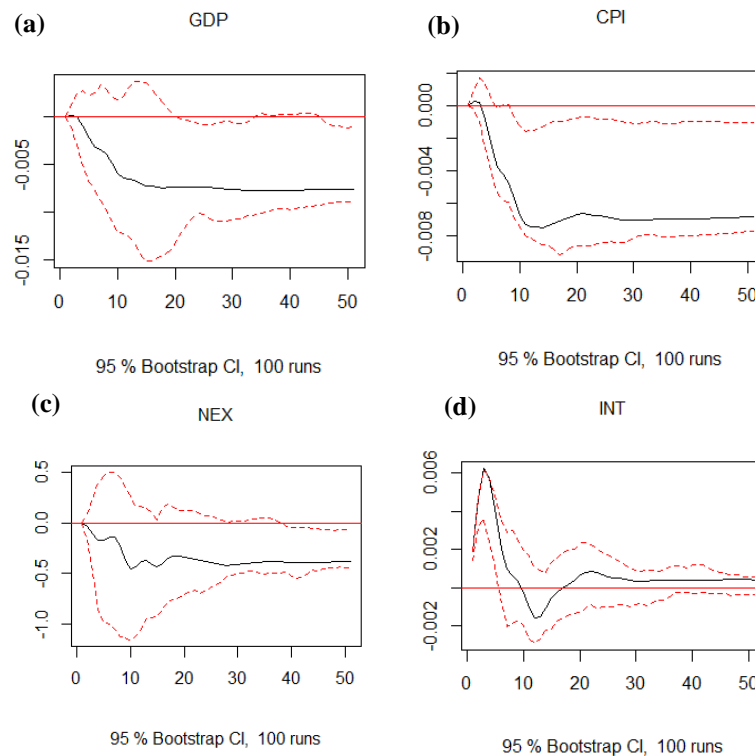 (a) GDP
-0.005
-0.015
0 10 20 30 40 50
95 % Bootstrap CI, 100 runs
(b) CPI
0.000
-0.004
-0.008
0 10 20 30 40 50
95 % Bootstrap CI, 100 runs
(c) NEX
0.5
0.0
-0.5
-1.0
0 10 20 30 40 50
95 % Bootstrap CI, 100 runs
(d) INT
0.006
0.002
-0.002
0 10 20 30 40 50
95 % Bootstrap CI, 100 runs